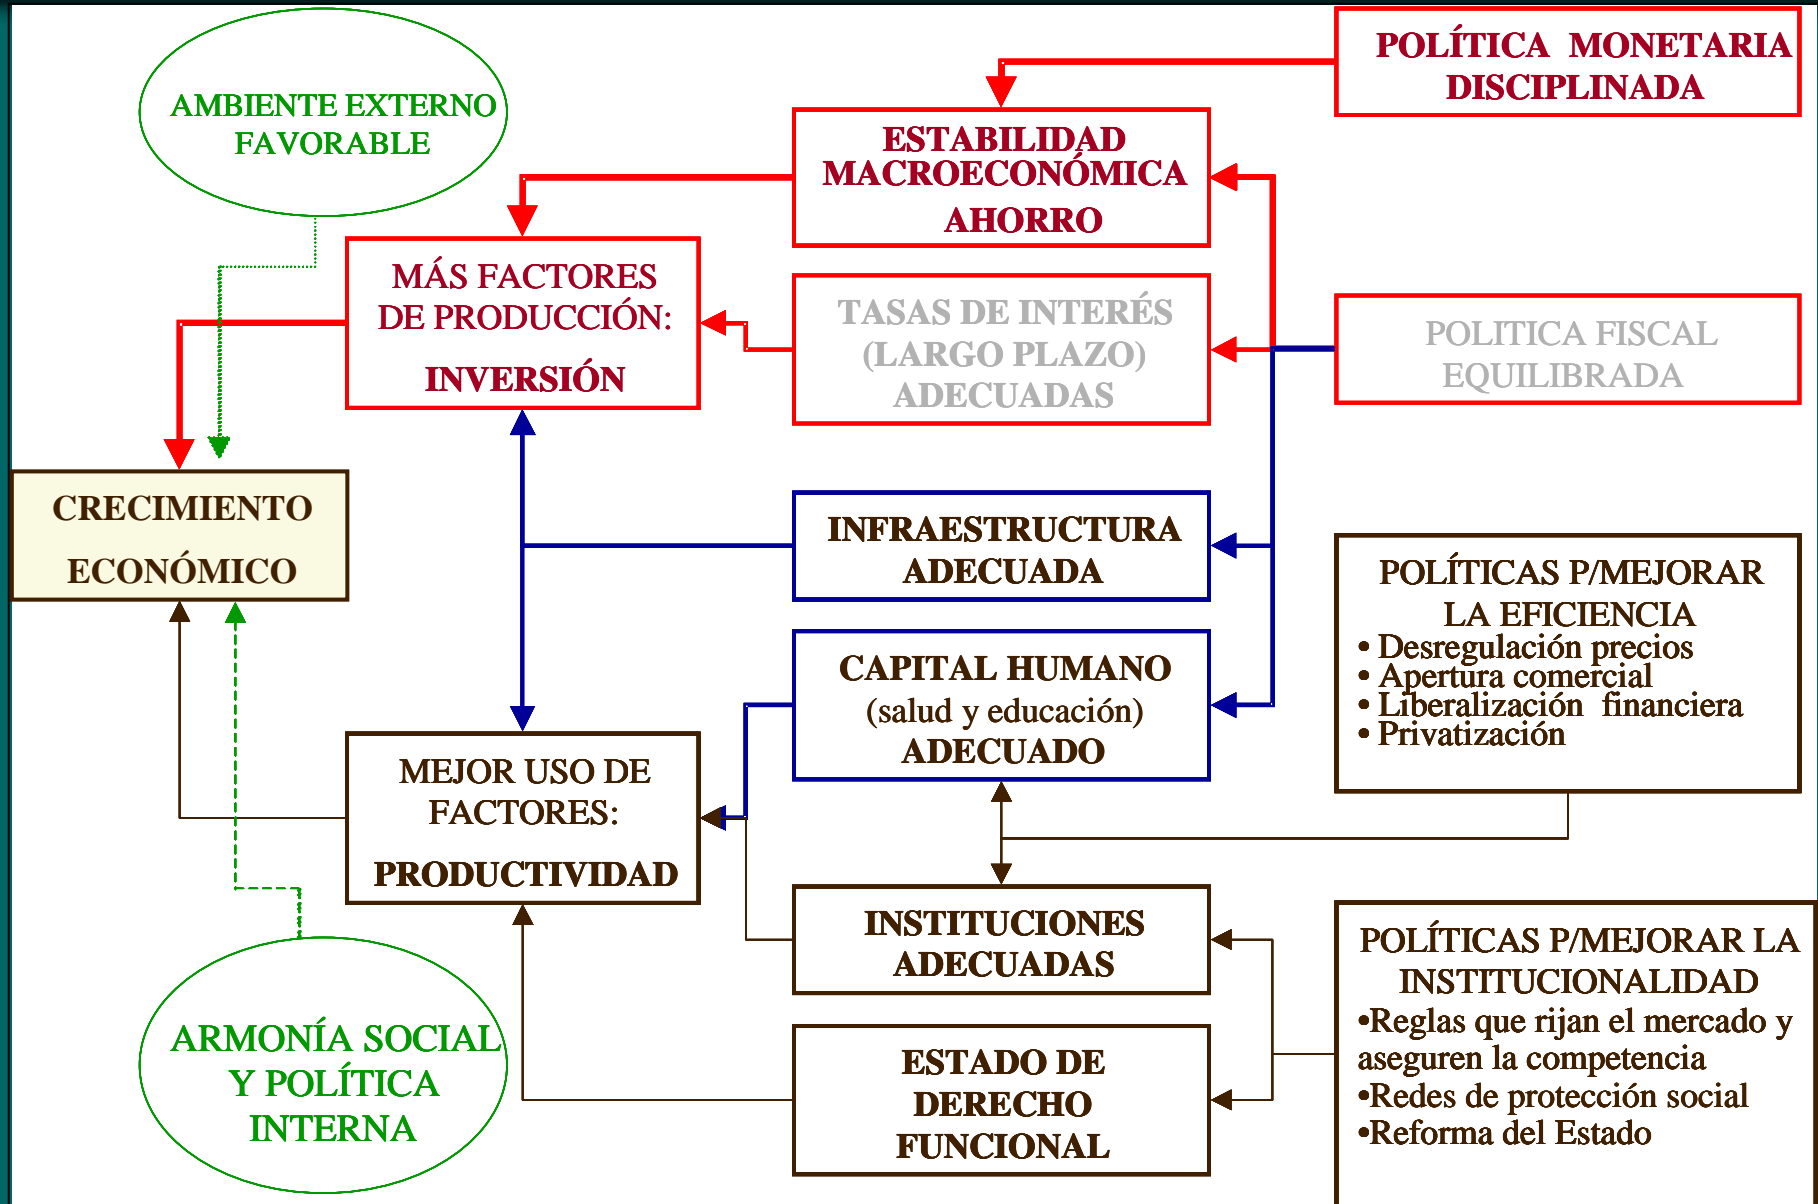 AMBIENTE EXTERNO
FAVORABLE
POLÍTICA MONETARIA
DISCIPLINADA
ESTABILIDAD
MACROECONÓMICA
AHORRO
MÁS FACTORES
DE PRODUCCIÓN:
INVERSIÓN
TASAS DE INTERÉS
(LARGO PLAZO)
ADECUADAS
POLITICA FISCAL
EQUILIBRADA
CRECIMIENTO
ECONÓMICO
INFRAESTRUCTURA
ADECUADA
POLÍTICAS P/MEJORAR
LA EFICIENCIA
• Desregulación precios
• Apertura comercial
• Liberalización financiera
• Privatización
CAPITAL HUMANO
(salud y educación)
ADECUADO
MEJOR USO DE
FACTORES:
PRODUCTIVIDAD
INSTITUCIONES
ADECUADAS
POLÍTICAS P/MEJORAR LA
INSTITUCIONALIDAD
•Reglas que rijan el mercado y
aseguren la competencia
•Redes de protección social
•Reforma del Estado
ARMONÍA SOCIAL
Y POLÍTICA
INTERNA
ESTADO DE
DERECHO
FUNCIONAL